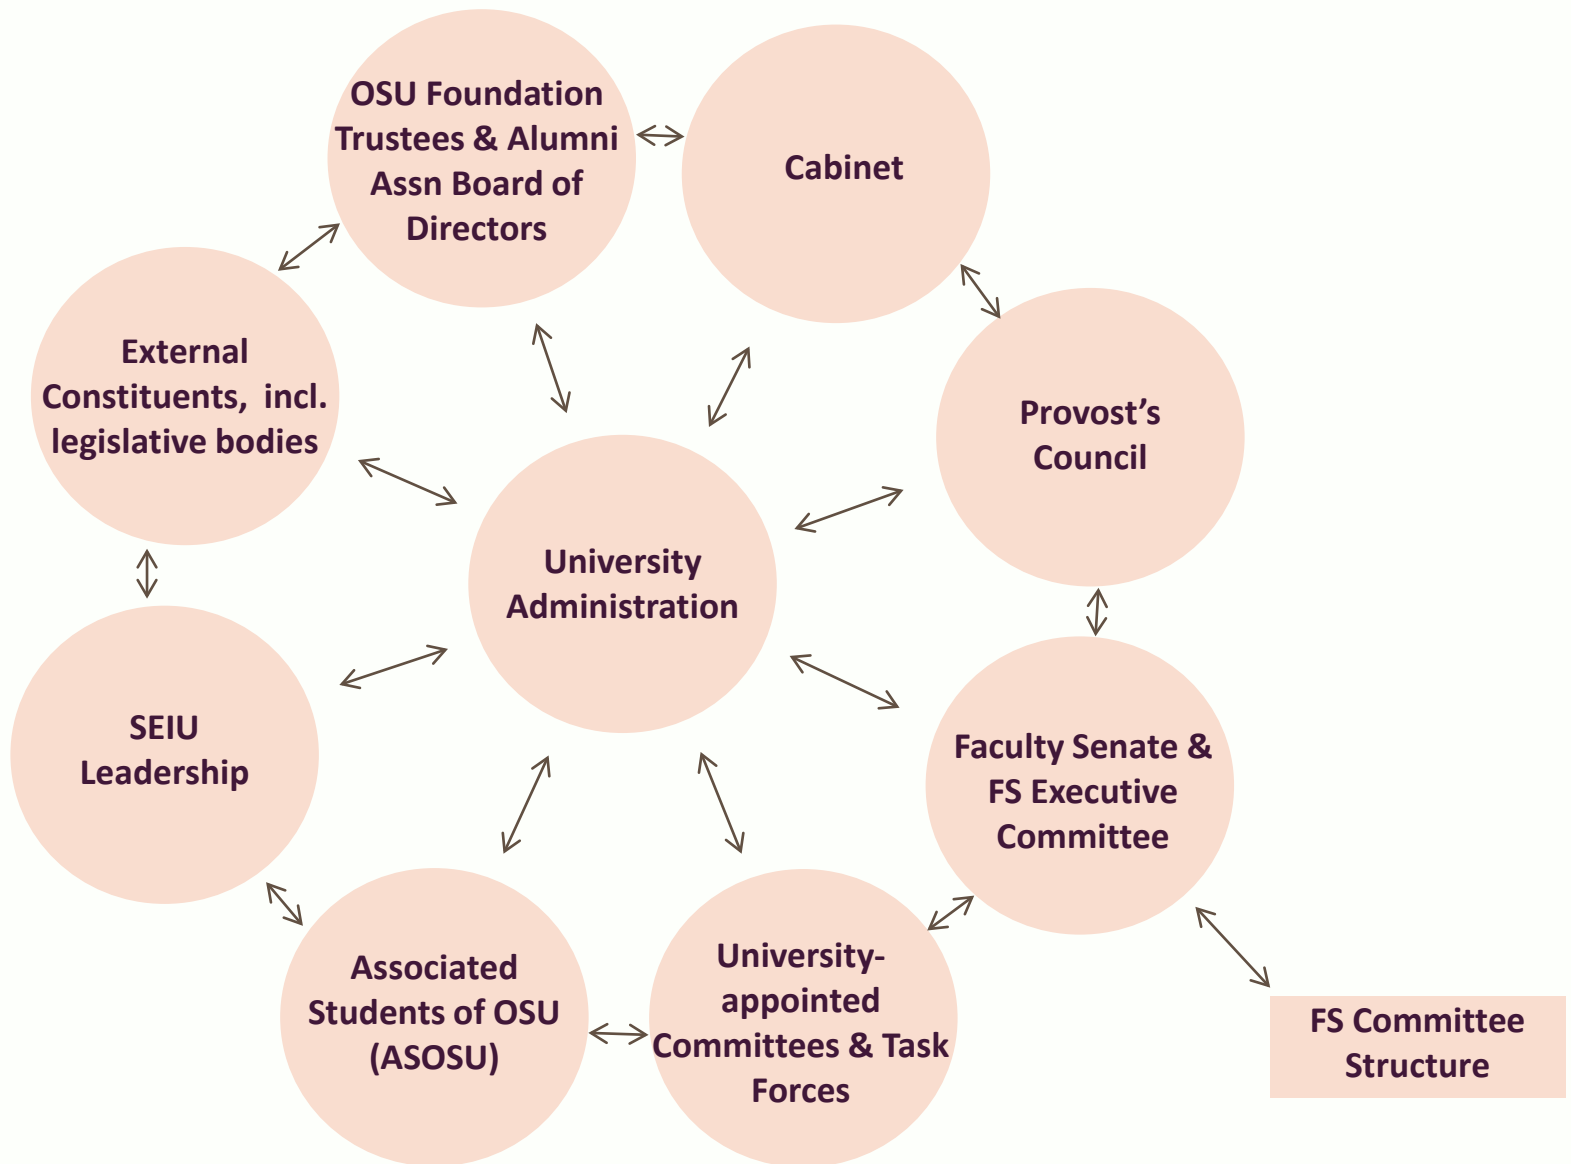 OSU Foundation
Trustees & Alumni
Assn Board of
Directors
Cabinet
External
Constituents,  incl.
legislative bodies
Provost’s
Council
University
Administration
SEIU
Leadership
Faculty Senate &
FS Executive
Committee
Associated
Students of OSU
(ASOSU)
University-
appointed
Committees & Task
Forces
FS Committee
Structure